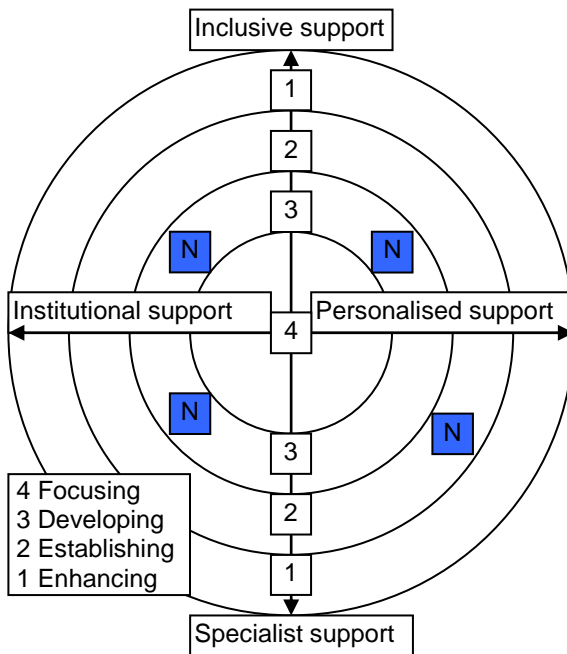 Inclusive support
1
2
3
N
N
Institutional support
Personalised support
4
N
N
3
4 Focusing
3 Developing
2 Establishing
1 Enhancing
2
1
Specialist support